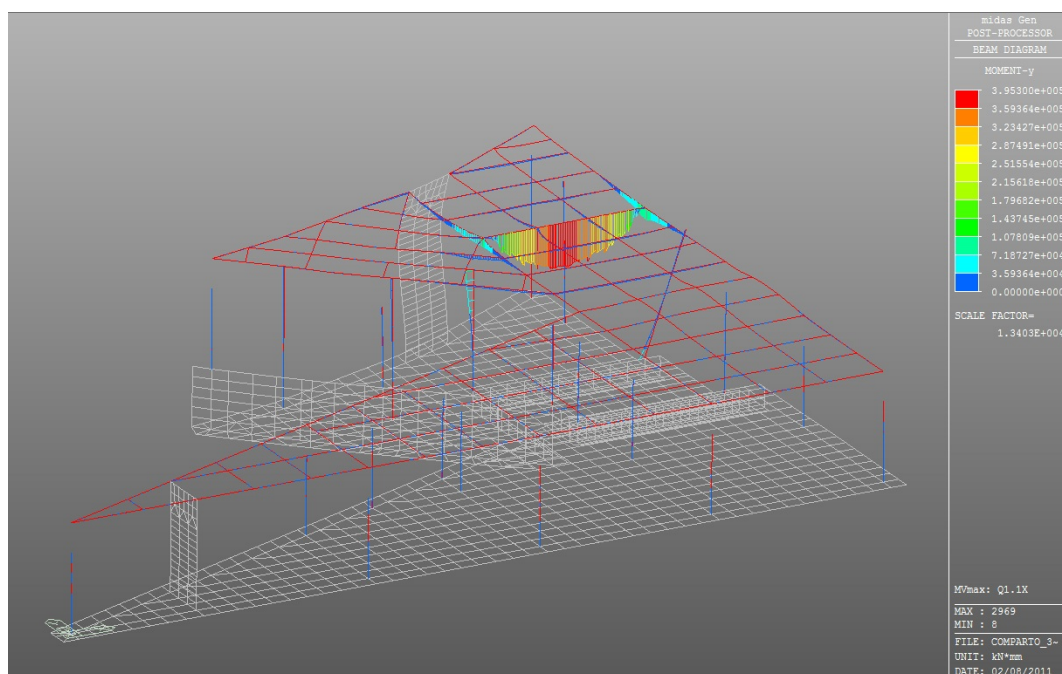 midas Gen
POST-PROCESSOR
BEAM DIAGRAM
MOMENT-y
3.95300e+005
3.59364e+005
3.23427e+005
2.87491e+005
2.51554e+005
2.15618e+005
1.79682e+005
1.43745e+005
1.07809e+005
7.18727e+004
3.59364e+004
0.00000e+000
SCALE FACTOR=
1.3403E+004
MVmax: Q1.1X
MAX : 2969
MIN : 8
FILE: COMPARTO_3~
UNIT: kN*mm
DATE: 02/08/2011